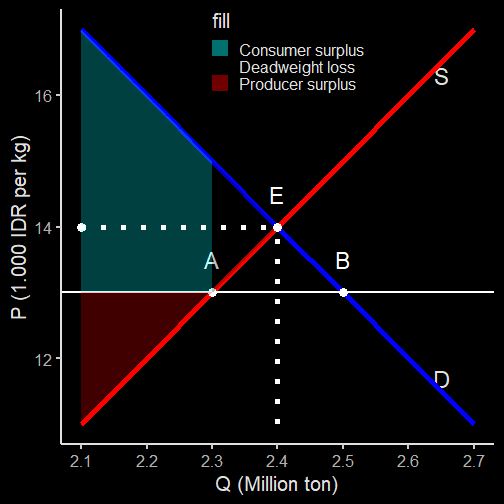 fill
Consumer surplus
Deadweight loss
Producer surplus
S
E
A
B
D
16
14
12
P (1.000 IDR per kg)
2.1 2.2 2.3 2.4 2.5 2.6 2.7
Q (Million ton)